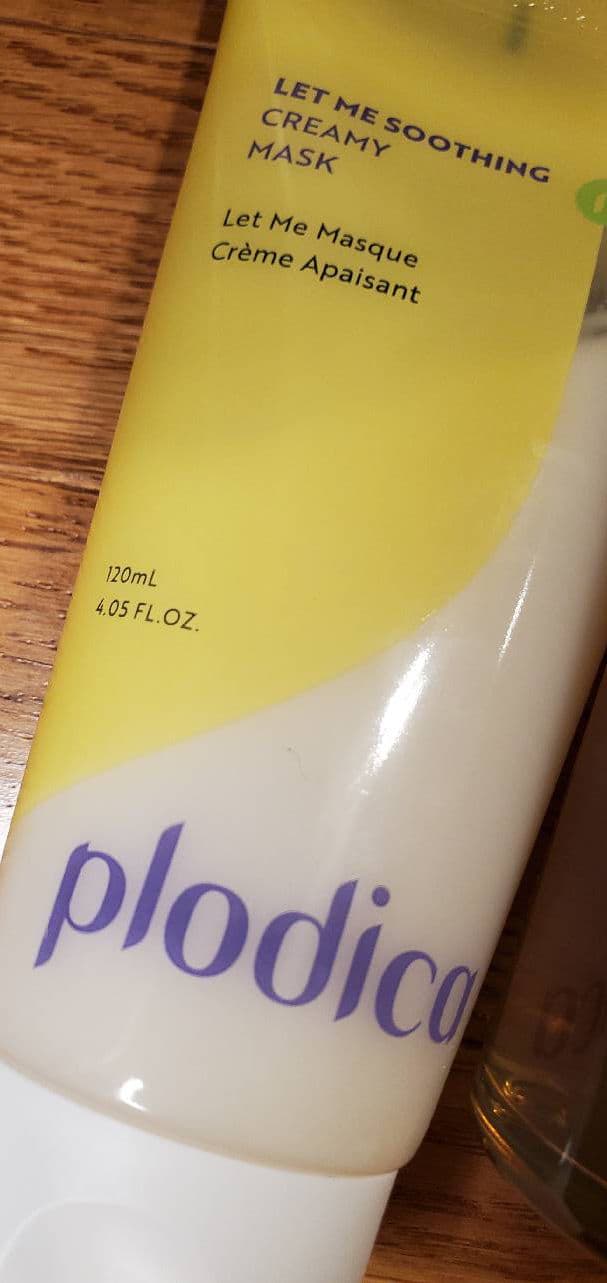 LET ME SOOTHING
CREAMY
MASK
Let Me Masque
Crème Apaisant
120mL
4.05 FL.OZ.
plodica